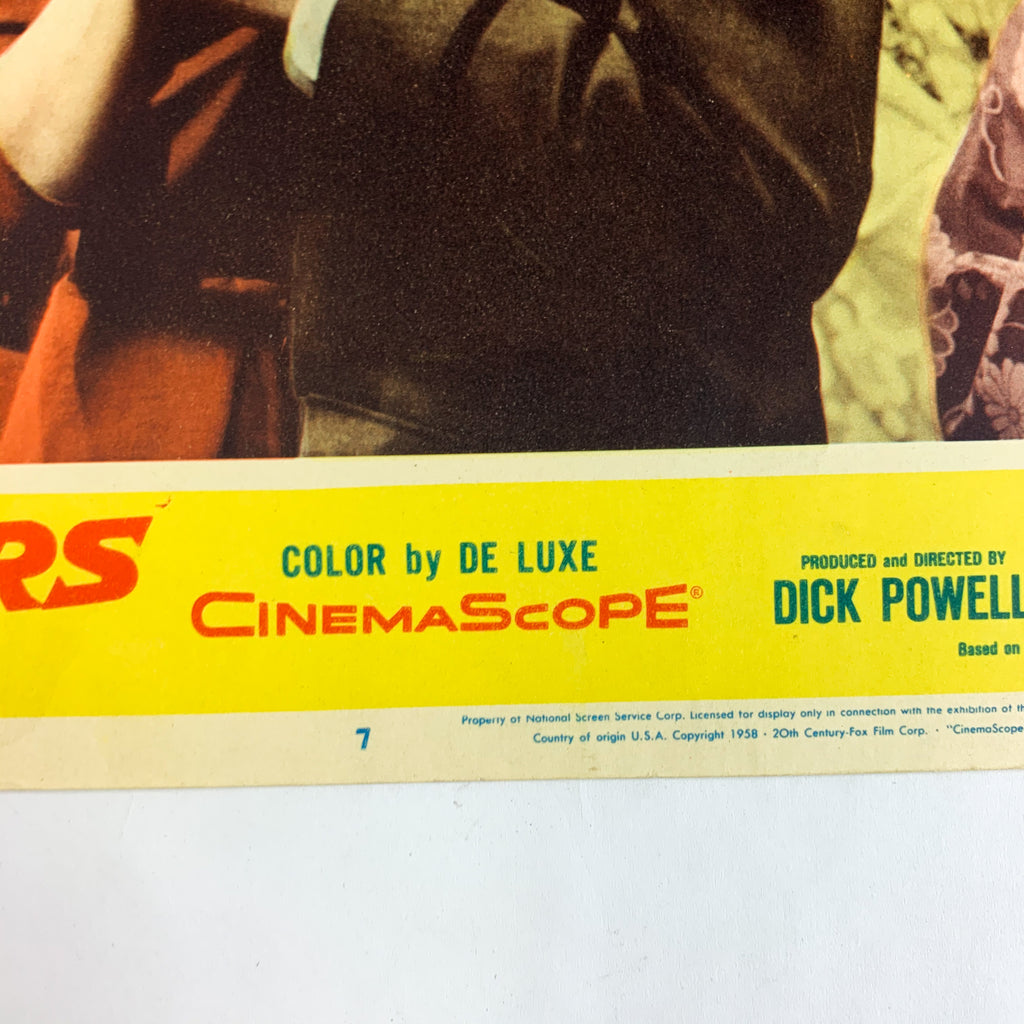 RS
COLOR by DE LUXE
CINEMASCOPE®
PRODUCED and DIRECTED BY
DICK POWELL
Based on
7
Property of National Screen Service Corp. Licensed for display only in connection with the exhibition of th
Country of origin U.S.A. Copyright 1958 · 20th Century-Fox Film Corp. · "CinemaScope